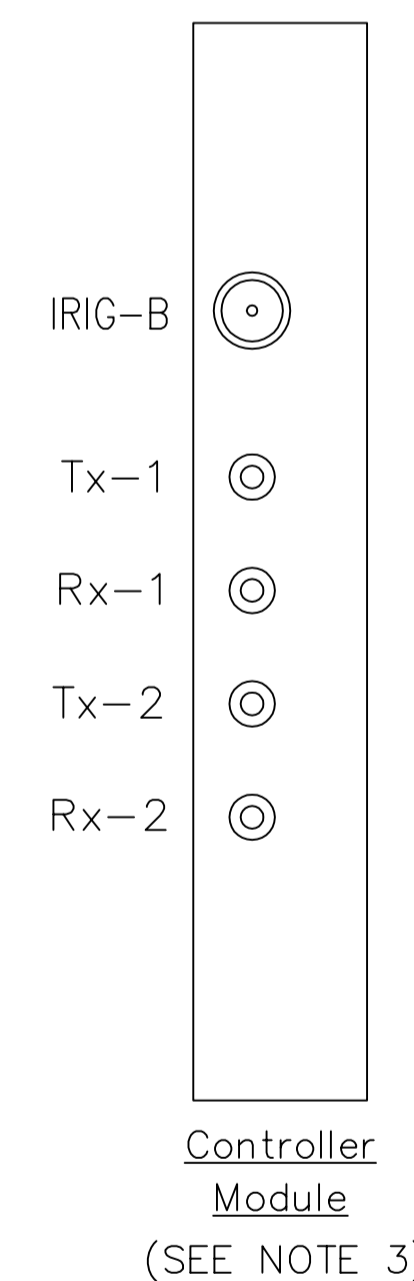 IRIG-B
Tx-1
Rx-1
Tx-2
Rx-2
Controller
Module
(SEE NOTE 3)